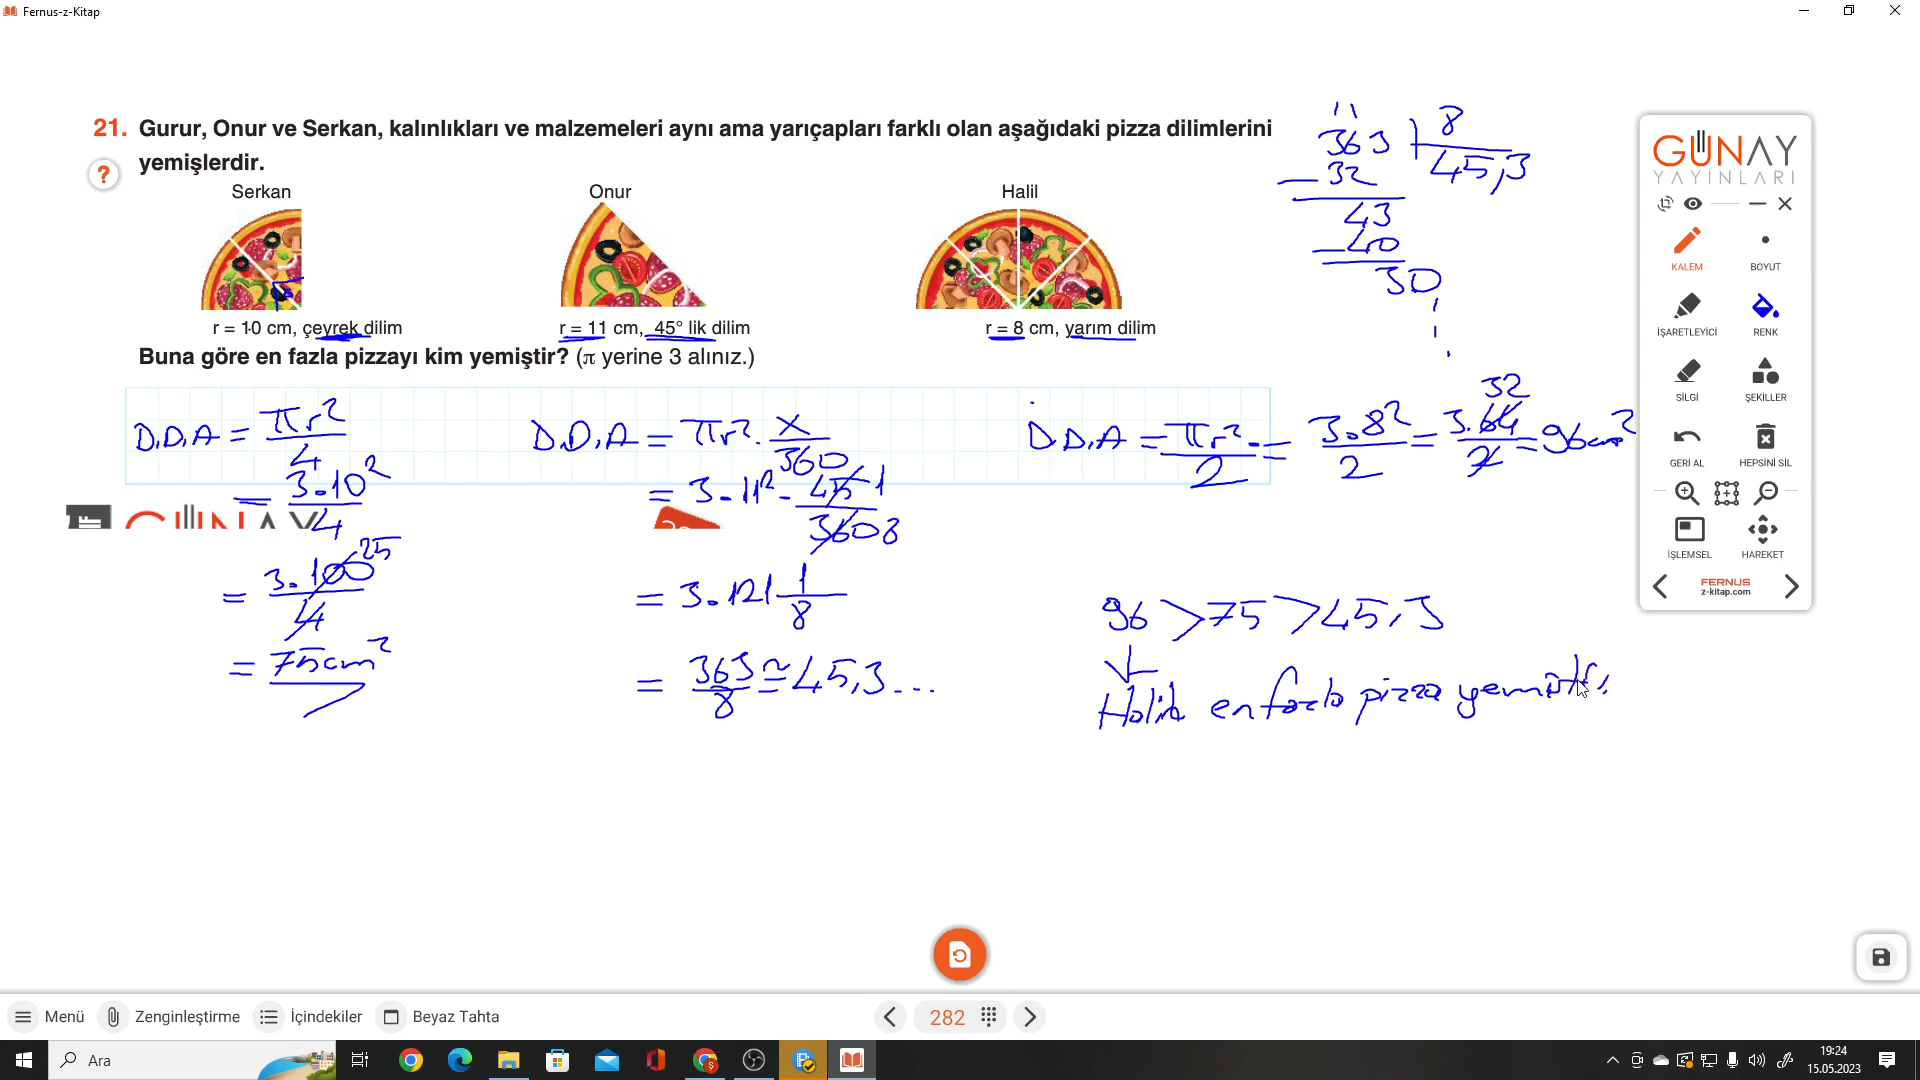 Fernus-z-Kitap
21. Gurur, Onur ve Serkan, kalınlıkları ve malzemeleri aynı ama yarıçapları farklı olan aşağıdaki pizza dilimlerini
? yemişlerdir.
Serkan Onur Halil
r = 10 cm, çeyrek dilim r = 11 cm, 45° lik dilim r = 8 cm, yarım dilim
Buna göre en fazla pizzayı kim yemiştir? (π yerine 3 alınız.)
363 8
45,3
- 32
43
- 40
30
D.D.A = πr²/4
= 3.10²/4
= 3.100/4 25
= 75cm²
D.D.A = πr². x/360
= 3.11². 45/360 1 8
= 3.121 1/8
= 363/8 ≅ 45,3...
D.D.A = πr²/2 = 3.8²/2 = 3.64/2 = 96cm²
32
96 > 75 > 45,3
Halil en fazla pizza yemiştir.
GÜNAY
YAYINLARI
KALEM BOYUT
İŞARETLEYİCİ RENK
SİLGİ ŞEKİLLER
GERİ AL HEPSİNİ SİL
İŞLEMSEL HAREKET
FERNUS
z-kitap.com
Menü Zenginleştirme İçindekiler Beyaz Tahta 282
Ara
19:24
15.05.2023